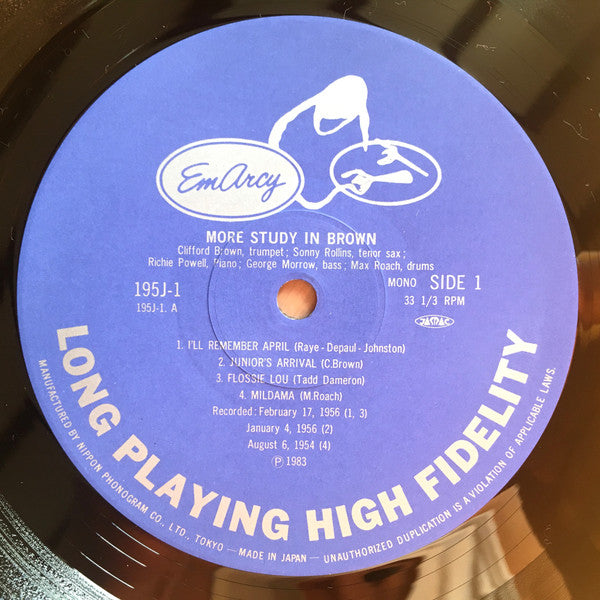 EmArcy
MORE STUDY IN BROWN
Clifford Brown, trumpet; Sonny Rollins, tenor sax;
Richie Powell, piano; George Morrow, bass; Max Roach, drums
195J-1
195J-1. A
MONO SIDE 1
33 1/3 RPM
JASRAC
1. I'LL REMEMBER APRIL (Raye-Depaul-Johnston)
2. JUNIOR'S ARRIVAL (C.Brown)
3. FLOSSIE LOU (Tadd Dameron)
4. MILDAMA (M.Roach)
Recorded: February 17, 1956 (1, 3)
January 4, 1956 (2)
August 6, 1954 (4)
Ⓟ 1983
LONG PLAYING HIGH FIDELITY
MANUFACTURED BY NIPPON PHONOGRAM CO., LTD., TOKYO — MADE IN JAPAN — UNAUTHORIZED DUPLICATION IS A VIOLATION OF APPLICABLE LAWS.